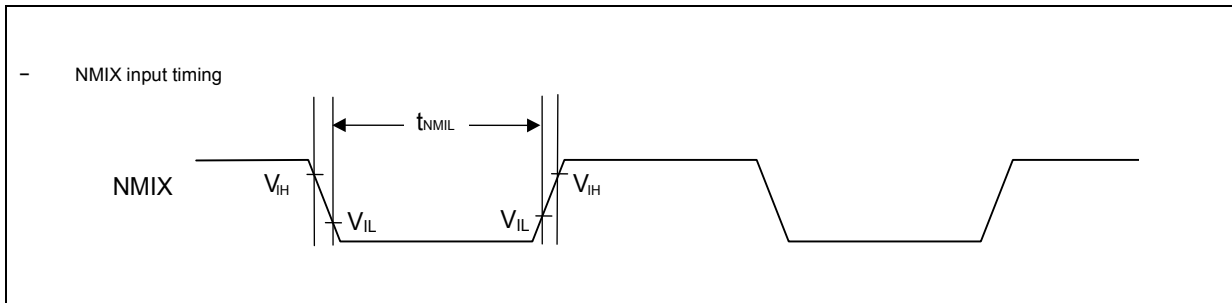 – NMIX input timing
tNMIL
NMIX
VIH
VIH
VIL
VIL